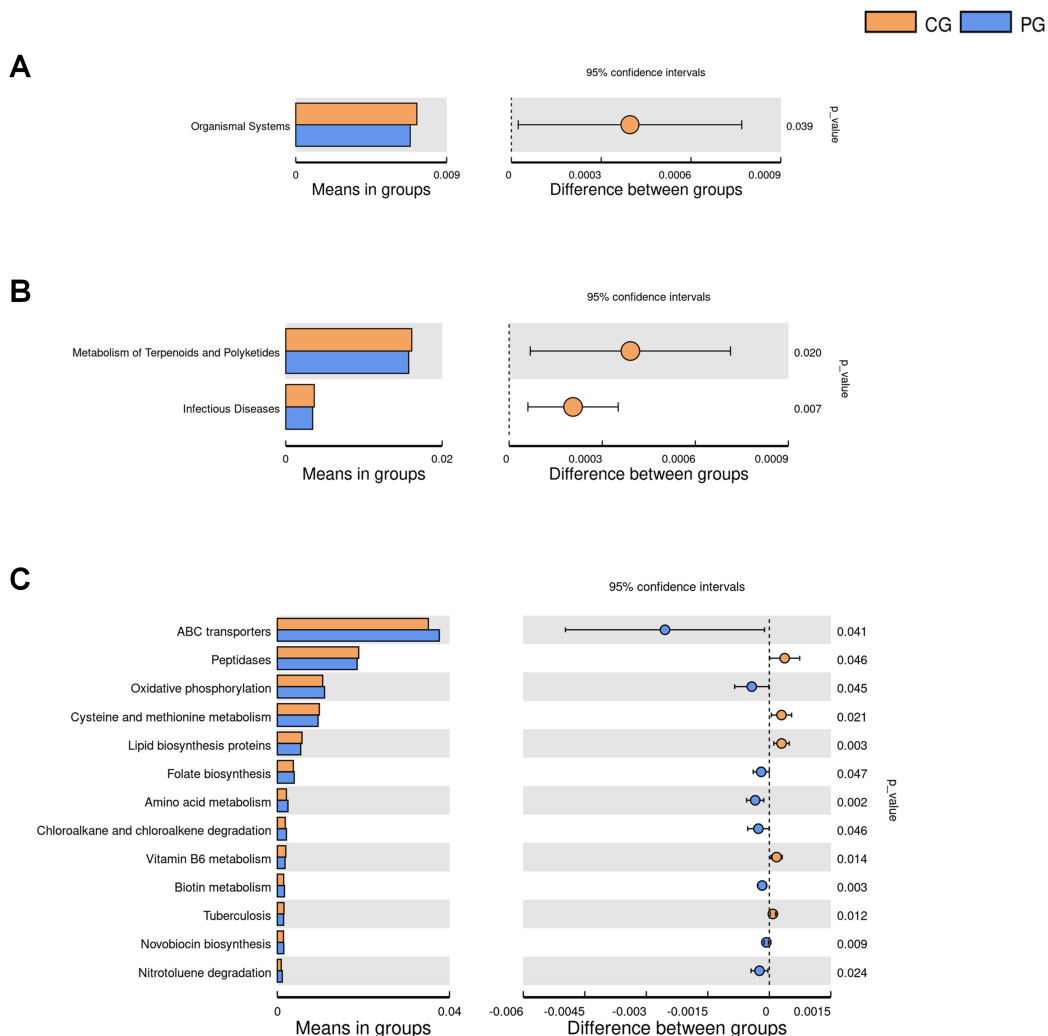 CG PG
A
95% confidence intervals
Organismal Systems
0.039
p_value
0 0.009
0 0.0003 0.0006 0.0009
Means in groups
Difference between groups
B
95% confidence intervals
Metabolism of Terpenoids and Polyketides
0.020
Infectious Diseases
0.007
p_value
0 0.02
0 0.0003 0.0006 0.0009
Means in groups
Difference between groups
C
95% confidence intervals
ABC transporters
0.041
Peptidases
0.046
Oxidative phosphorylation
0.045
Cysteine and methionine metabolism
0.021
Lipid biosynthesis proteins
0.003
Folate biosynthesis
0.047
Amino acid metabolism
0.002
Chloroalkane and chloroalkene degradation
0.046
Vitamin B6 metabolism
0.014
Biotin metabolism
0.003
Tuberculosis
0.012
Novobiocin biosynthesis
0.009
Nitrotoluene degradation
0.024
p_value
0 0.04
-0.006 -0.0045 -0.003 -0.0015 0 0.0015
Means in groups
Difference between groups